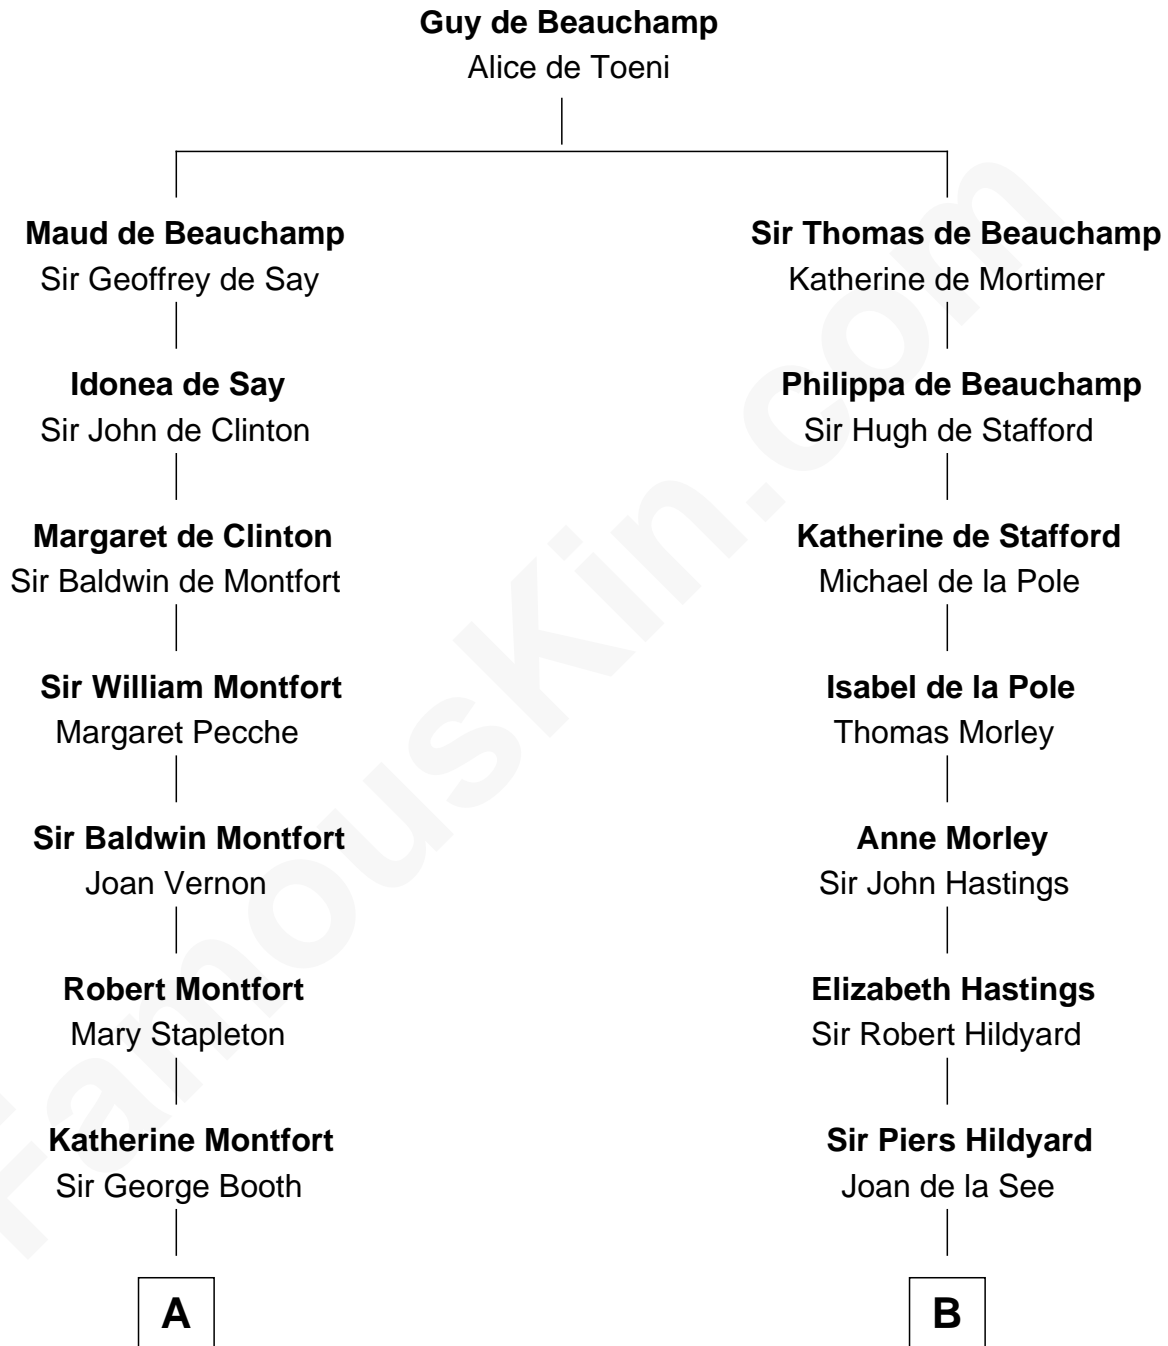 Guy de Beauchamp
Alice de Toeni
Maud de Beauchamp
Sir Geoffrey de Say
Sir Thomas de Beauchamp
Katherine de Mortimer
Idonea de Say
Sir John de Clinton
Philippa de Beauchamp
Sir Hugh de Stafford
Margaret de Clinton
Sir Baldwin de Montfort
Katherine de Stafford
Michael de la Pole
Sir William Montfort
Margaret Pecche
Isabel de la Pole
Thomas Morley
Sir Baldwin Montfort
Joan Vernon
Anne Morley
Sir John Hastings
Robert Montfort
Mary Stapleton
Elizabeth Hastings
Sir Robert Hildyard
Katherine Montfort
Sir George Booth
Sir Piers Hildyard
Joan de la See
A
B
FamousKin.com